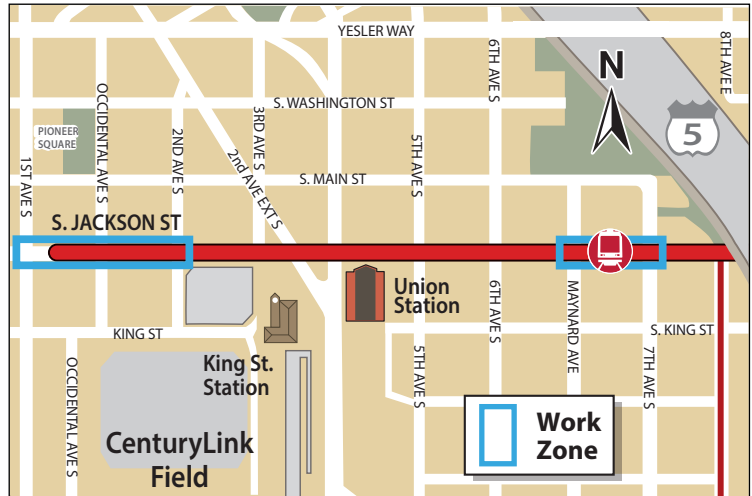 YESLER WAY
6TH AVE S
8TH AVE E
N
5
OCCIDENTAL AVE S
S. WASHINGTON ST
3RD AVE S
2ND AVE S
5TH AVE S
PIONEER
SQUARE
1ST AVE S
2nd AVE EXT S
S. MAIN ST
S. JACKSON ST
Union
Station
6TH AVE S
MAYNARD AVE
KING ST
S. KING ST
OCCIDENTAL AVE S
King St.
Station
5TH AVE S
7TH AVE S
CenturyLink
Field
Work
Zone